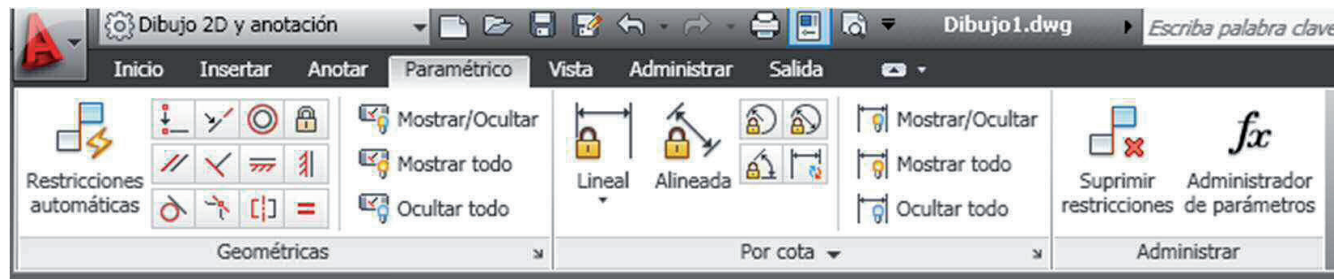 Dibujo 2D y anotación
Dibujo1.dwg
Escriba palabra clave
Inicio Insertar Anotar Paramétrico Vista Administrar Salida
Restricciones
automáticas
Mostrar/Ocultar
Mostrar todo
Ocultar todo
Geométricas
Lineal
Alineada
Mostrar/Ocultar
Mostrar todo
Ocultar todo
Por cota
Suprimir
restricciones
fx
Administrador
de parámetros
Administrar